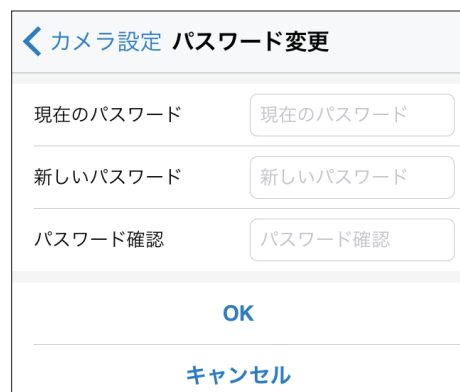 カメラ設定 パスワード変更
現在のパスワード 現在のパスワード
新しいパスワード 新しいパスワード
パスワード確認 パスワード確認
OK
キャンセル